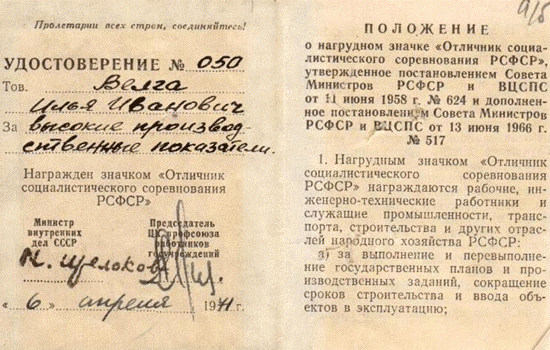 Пролетарии всех стран, соединяйтесь!
УДОСТОВЕРЕНИЕ № 050
Тов. Велга
Илья Иванович
За высокие производ-
ственные показатели.
Награжден значком «Отличник
социалистического соревнования
РСФСР»
Министр
внутренних
дел СССР
Председатель
ЦК профсоюза
работников
госучреждений
Н. Щелоков
«6» апреля 1971г.
ПОЛОЖЕНИЕ
о нагрудном значке «Отличник социа-
листического соревнования РСФСР»,
утвержденное постановлением Совета
Министров РСФСР и ВЦСПС
от 11 июня 1958 г. № 624 и дополнен-
ное постановлением Совета Министров
РСФСР и ВЦСПС от 13 июня 1966 г.
№ 517
1. Нагрудным значком «Отличник
социалистического соревнования
РСФСР» награждаются рабочие, ин-
женерно-технические работники и
служащие промышленности, транс-
порта, строительства и других отрас-
лей народного хозяйства РСФСР:
а) за выполнение и перевыполне-
ние государственных планов и про-
изводственных заданий, сокращение
сроков строительства и ввода объ-
ектов в эксплуатацию;